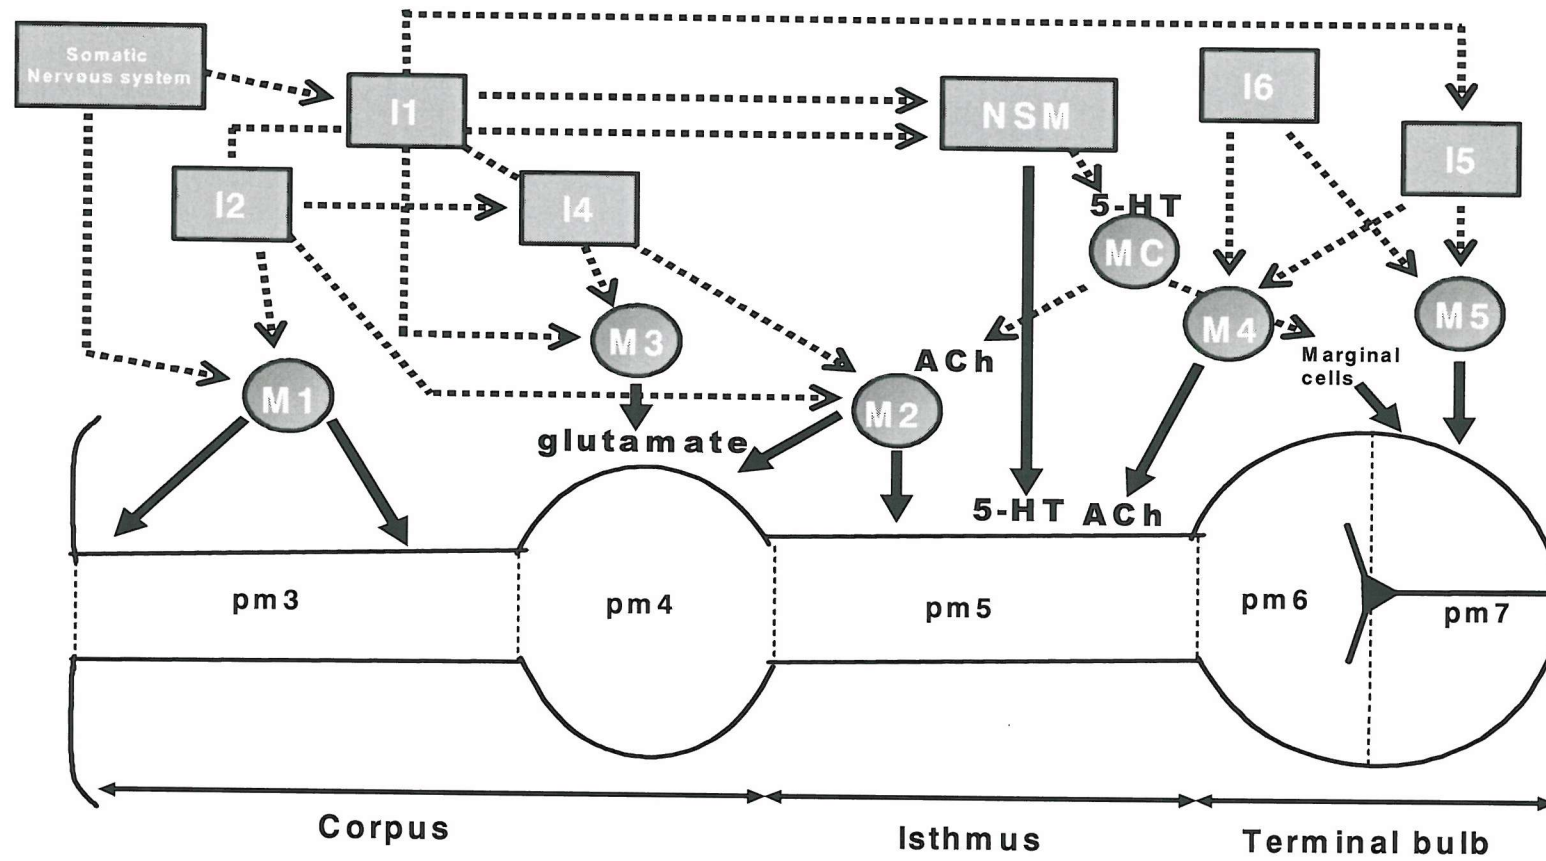 Somatic
Nervous system
I1
I2
I4
NSM
I6
I5
5-HT
MC
M4
M5
M3
M1
M2
ACh
Marginal
cells
glutamate
5-HT
ACh
pm3
pm4
pm5
pm6
pm7
Corpus
Isthmus
Terminal bulb